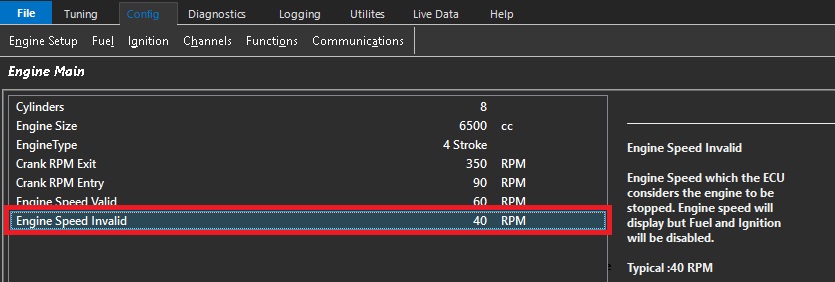 File Tuning Config Diagnostics Logging Utilites Live Data Help
Engine Setup Fuel Ignition Channels Functions Communications
Engine Main
Cylinders 8
Engine Size 6500 cc
EngineType 4 Stroke
Crank RPM Exit 350 RPM
Crank RPM Entry 90 RPM
Engine Speed Valid 60 RPM
Engine Speed Invalid 40 RPM
Engine Speed Invalid
Engine Speed which the ECU
considers the engine to be
stopped. Engine speed will
display but Fuel and Ignition
will be disabled.
Typical :40 RPM